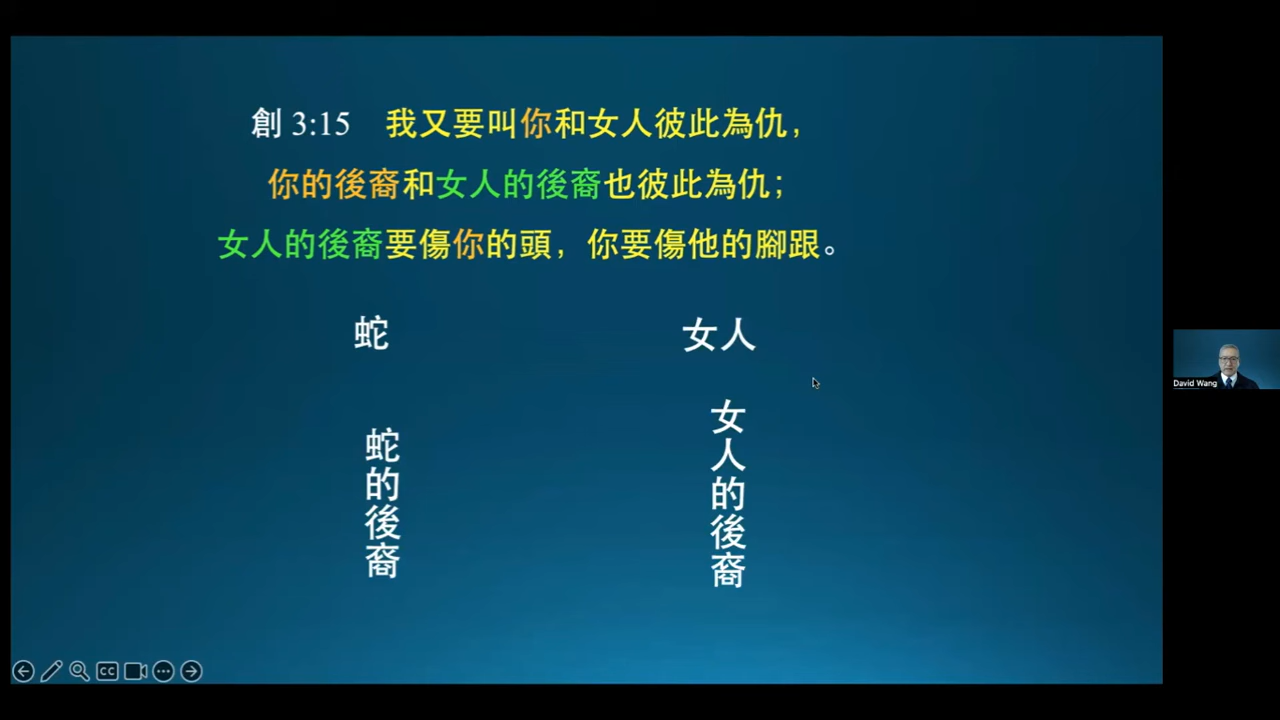 創 3:15 我又要叫你和女人彼此為仇，
你的後裔和女人的後裔也彼此為仇；
女人的後裔要傷你的頭，你要傷他的腳跟。
蛇
女人
蛇的後裔
女人的後裔
David Wang
CC